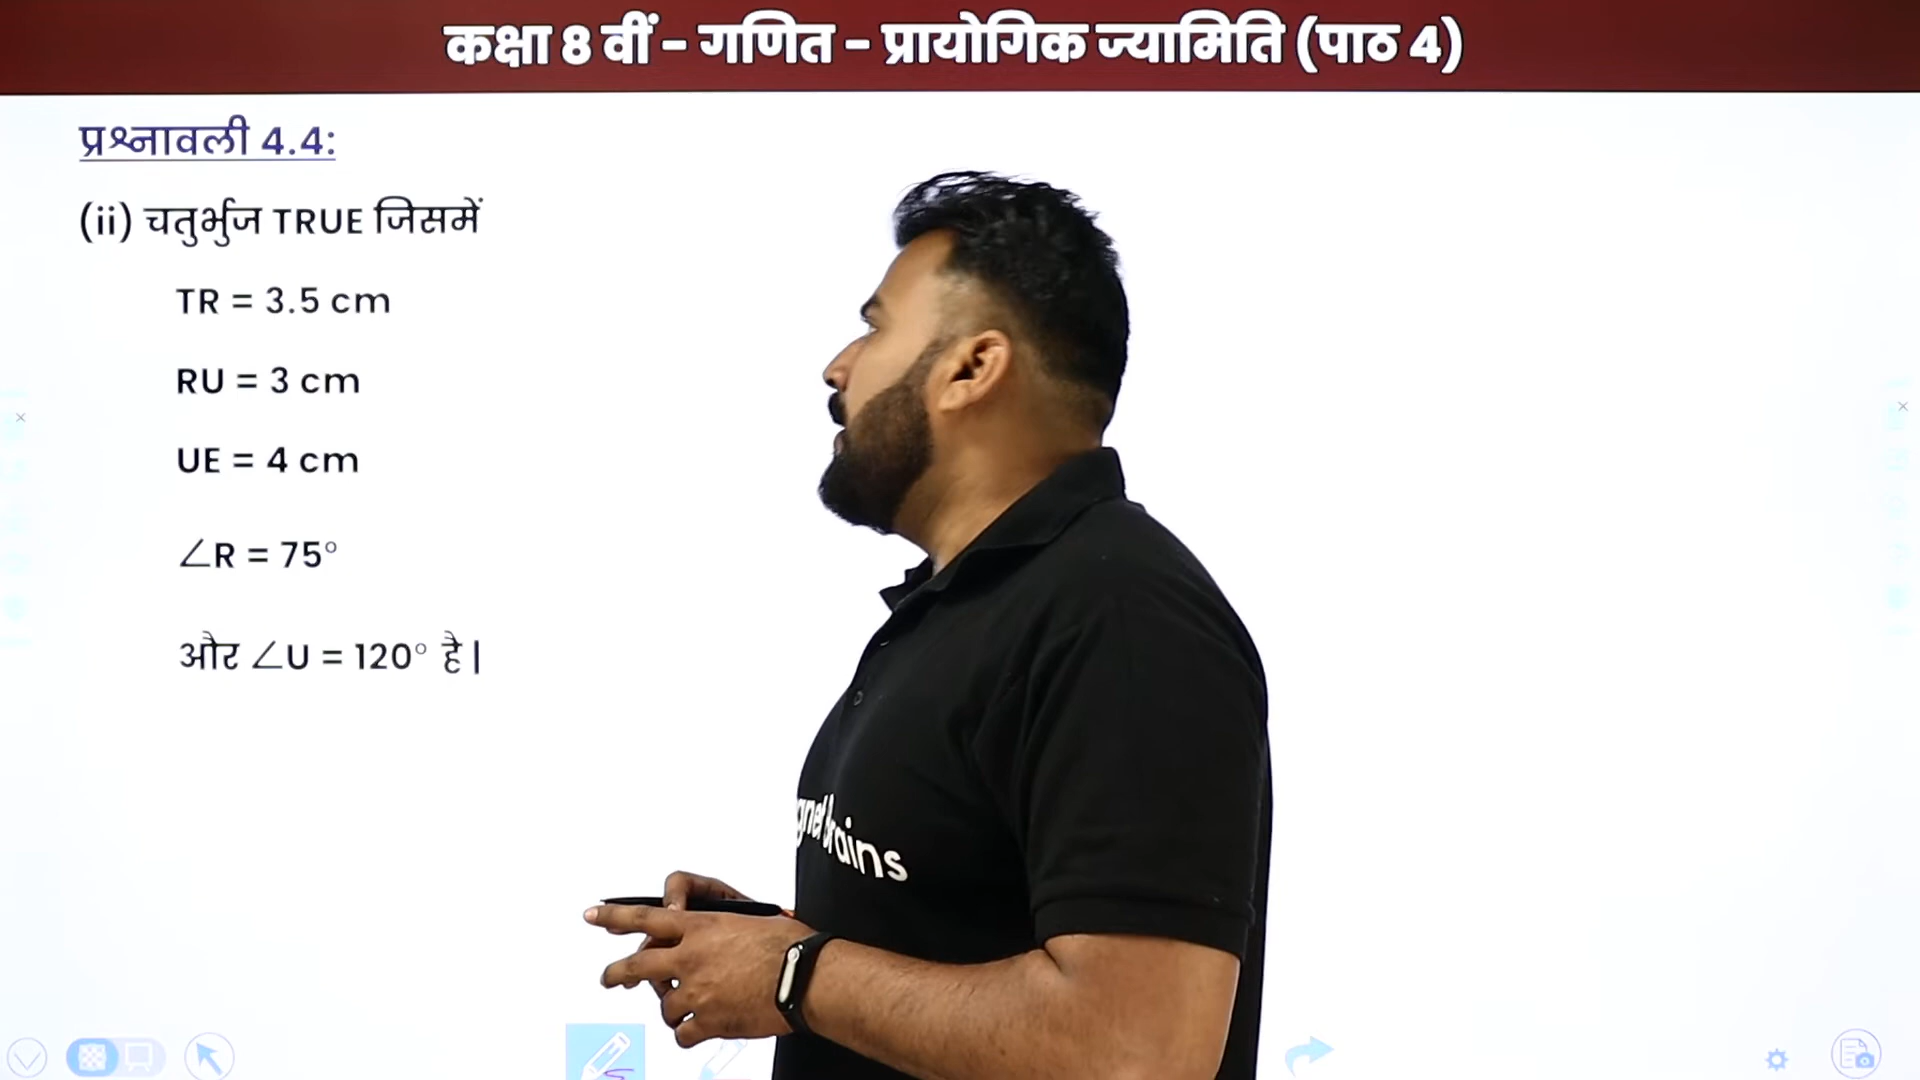 कक्षा 8 वीं - गणित - प्रायोगिक ज्यामिति (पाठ 4)
प्रश्नावली 4.4:
(ii) चतुर्भुज TRUE जिसमें
TR = 3.5 cm
RU = 3 cm
UE = 4 cm
∠R = 75°
और ∠U = 120° है|
rains